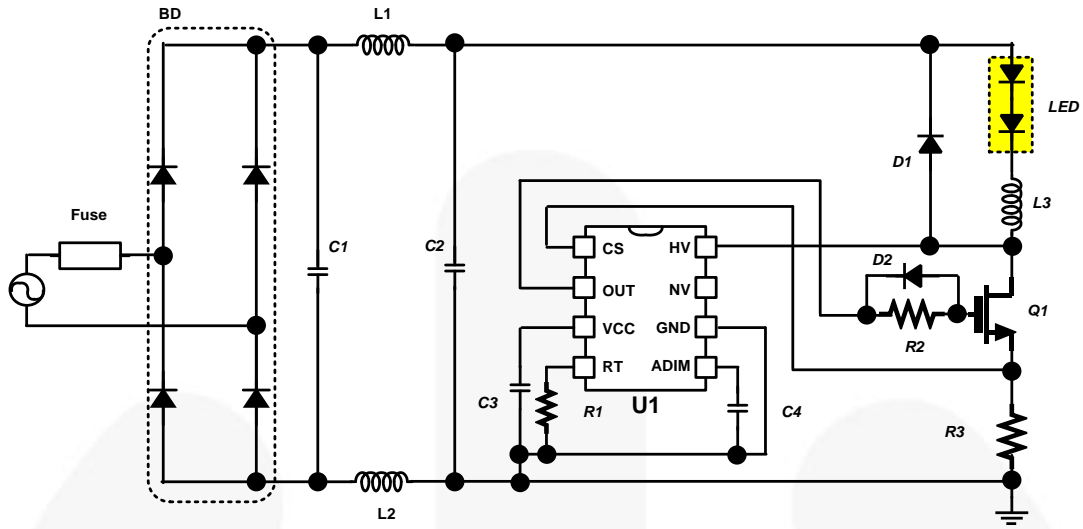 BD
L1
LED
D1
Fuse
L3
C1
C2
CS
HV
D2
OUT
NV
Q1
VCC
GND
R2
RT
ADIM
C3
R1
U1
C4
R3
L2